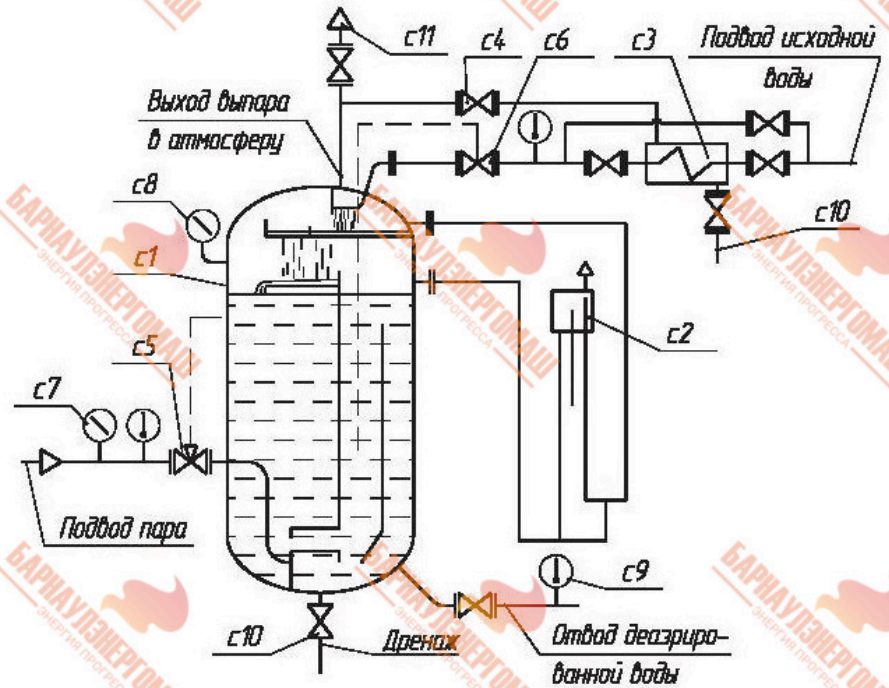 с11
с4
с6
с3
Подвод исходной
воды
Выход выпара
в атмосферу
с8
с10
с1
с2
с5
с7
Подвод пара
с9
с10
Дренаж
Отвод деаэриро-
ванной воды
БАРНАУЛЭНЕРГОМАШ
ЭНЕРГИЯ ПРОГРЕССА